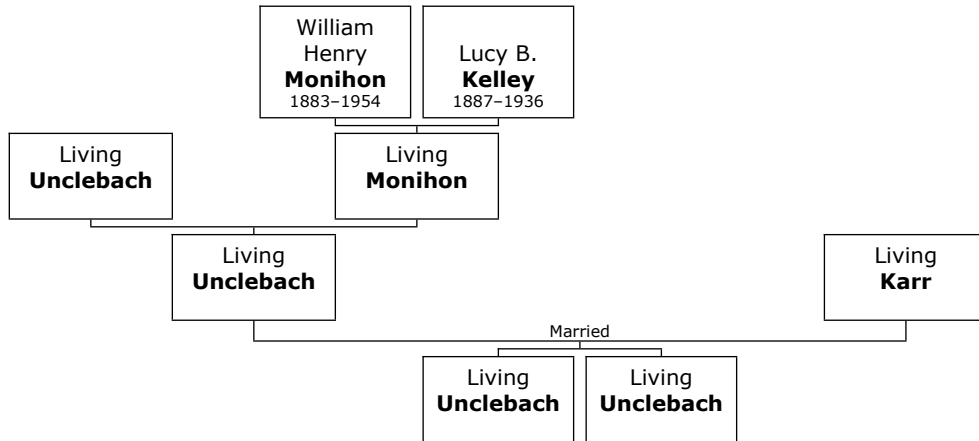 William
Henry
Monihon
1883–1954
Lucy B.
Kelley
1887–1936
Living
Unclebach
Living
Monihon
Living
Unclebach
Living
Karr
Married
Living
Unclebach
Living
Unclebach